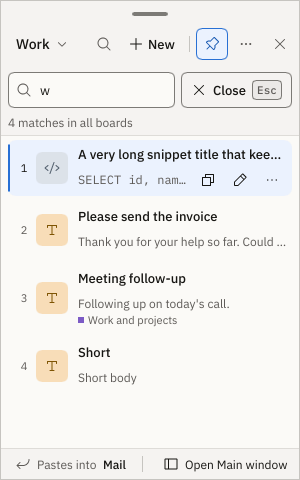 Work
New
w
Close Esc
4 matches in all boards
1
</>
A very long snippet title that kee...
SELECT id, nam...
2
T
Please send the invoice
Thank you for your help so far. Could ...
3
T
Meeting follow-up
Following up on today's call.
Work and projects
4
T
Short
Short body
Pastes into Mail
Open Main window